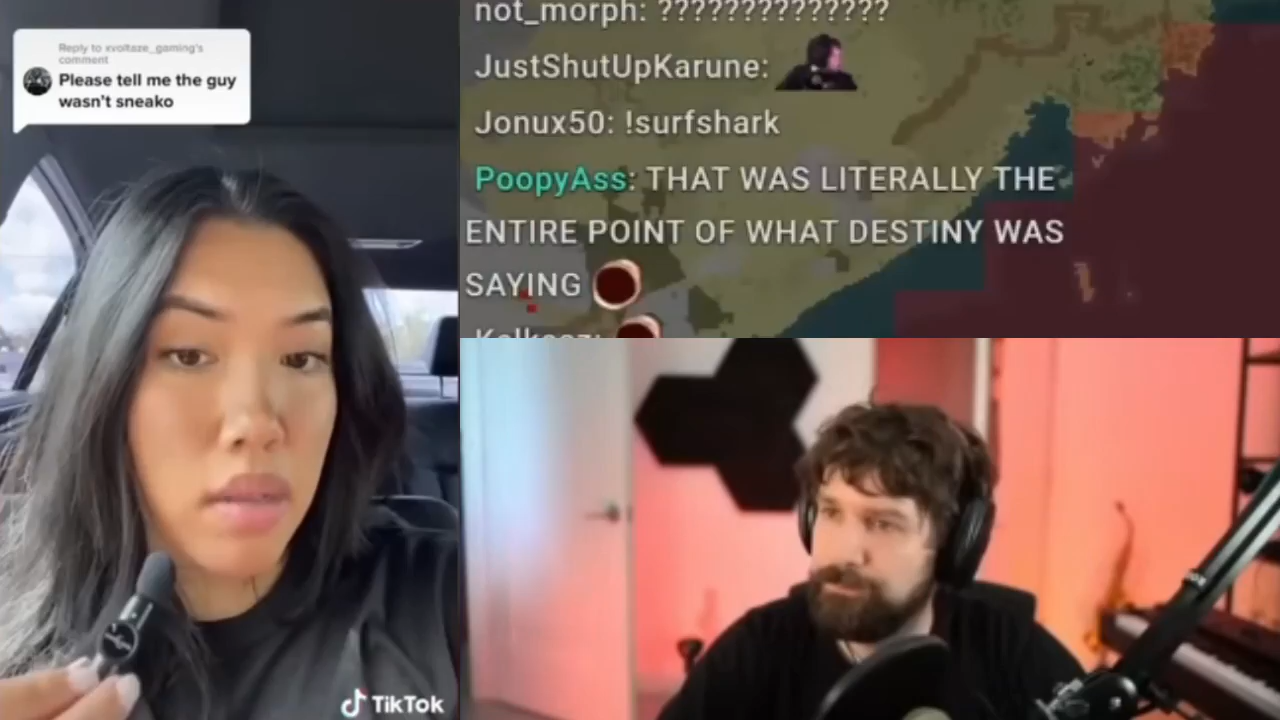 Reply to xvoltaze_gaming's
comment
Please tell me the guy
wasn't sneako
TikTok
not_morph: ??????????????
JustShutUpKarune:
Jonux50: !surfshark
PoopyAss: THAT WAS LITERALLY THE
ENTIRE POINT OF WHAT DESTINY WAS
SAYING